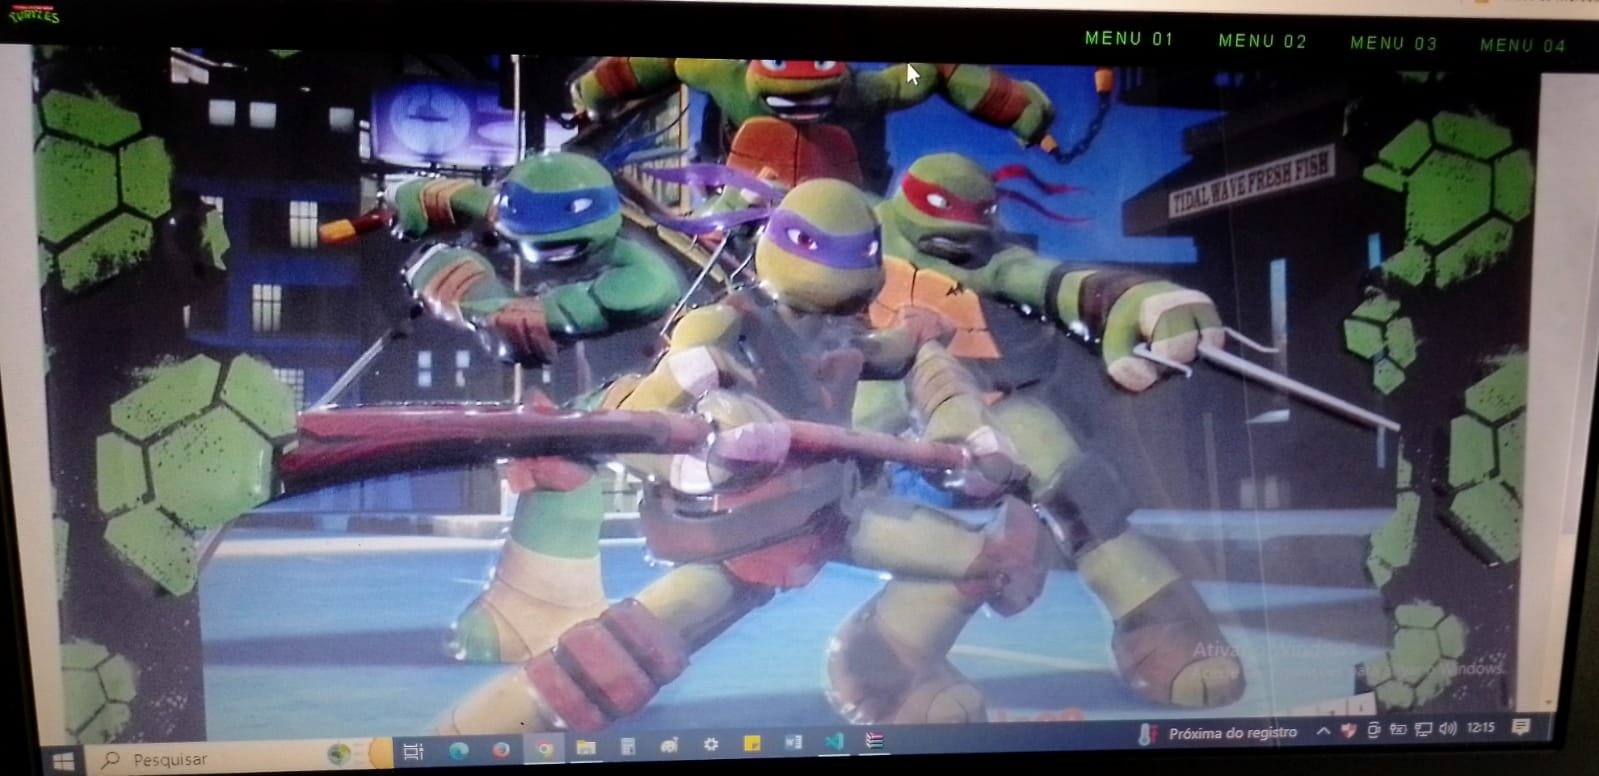 TURTLES
MENU 01 MENU 02 MENU 03 MENU 04
TIDAL WAVE FRESH FISH
Ativar o Windows
Windows.
Próxima do registro
12:15
Pesquisar